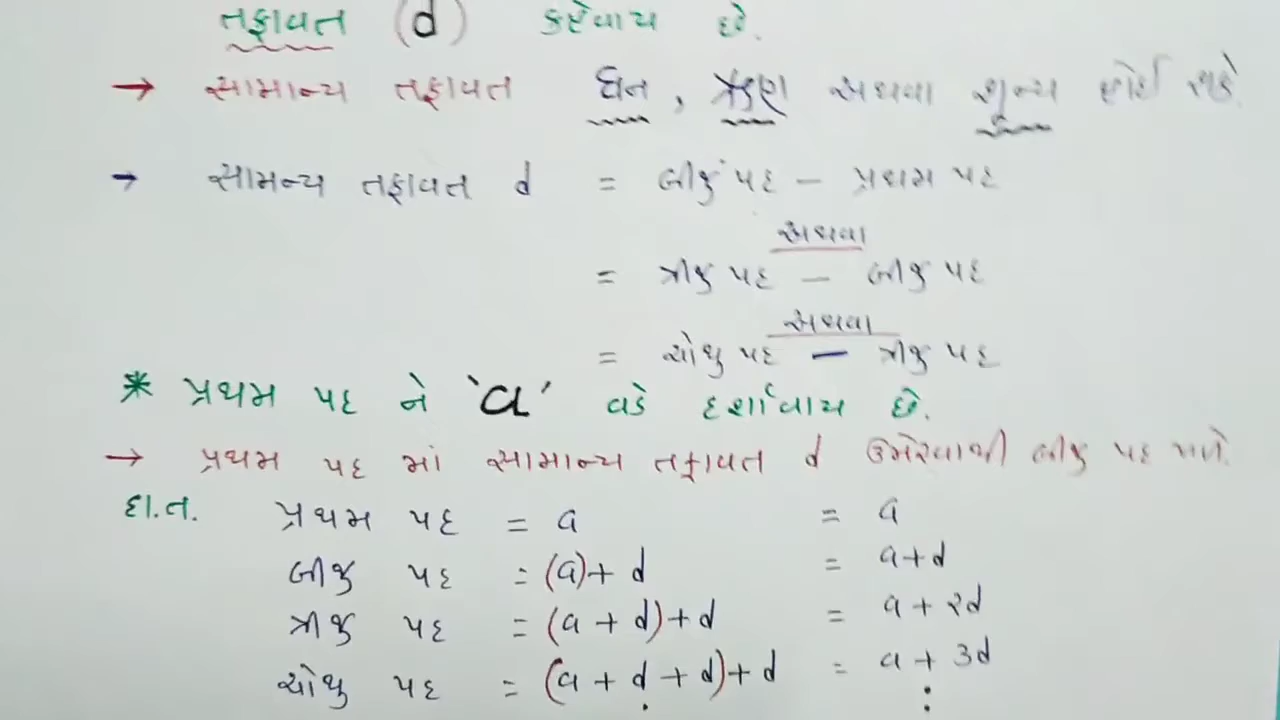 તફાવત (d) કહેવાય છે.
→ સામાન્ય તફાવત ધન, ઋણ અથવા શૂન્ય હોઈ શકે.
→ સામન્ય તફાવત d = બીજું પદ - પ્રથમ પદ
અથવા
= ત્રીજુ પદ - બીજુ પદ
અથવા
= ચોથુ પદ - ત્રીજુ પદ
* પ્રથમ પદ ને 'a' વડે દર્શાવાય છે.
→ પ્રથમ પદ માં સામાન્ય તફાવત d ઉમેરવાથી બીજુ પદ મળે.
દા.ત. પ્રથમ પદ = a = a
બીજુ પદ = (a)+ d = a+d
ત્રીજુ પદ = (a + d)+d = a + ૨d
ચોથુ પદ = (a + d + d)+d = a + 3d